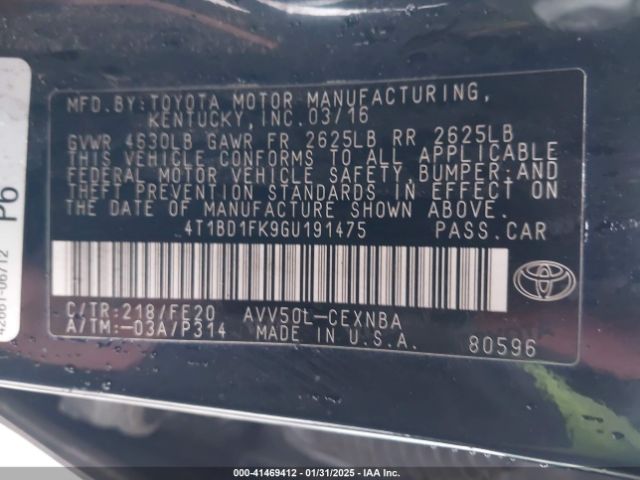 MFD.BY:TOYOTA MOTOR MANUFACTURING,
KENTUCKY,INC.03/16
GVWR 4630LB GAWR FR 2625LB RR 2625LB
THIS VEHICLE CONFORMS TO ALL APPLICABLE
FEDERAL MOTOR VEHICLE SAFETY,BUMPER,AND
THEFT PREVENTION STANDARDS IN EFFECT ON
THE DATE OF MANUFACTURE SHOWN ABOVE.
4T1BD1FK9GU191475 PASS.CAR
C/TR:218/FE20 AVV50L-CEXNBA
A/TM:-03A/P314 MADE IN U.S.A. 80596
P6
42661-06712
000-41469412 - 01/31/2025 - IAA Inc.